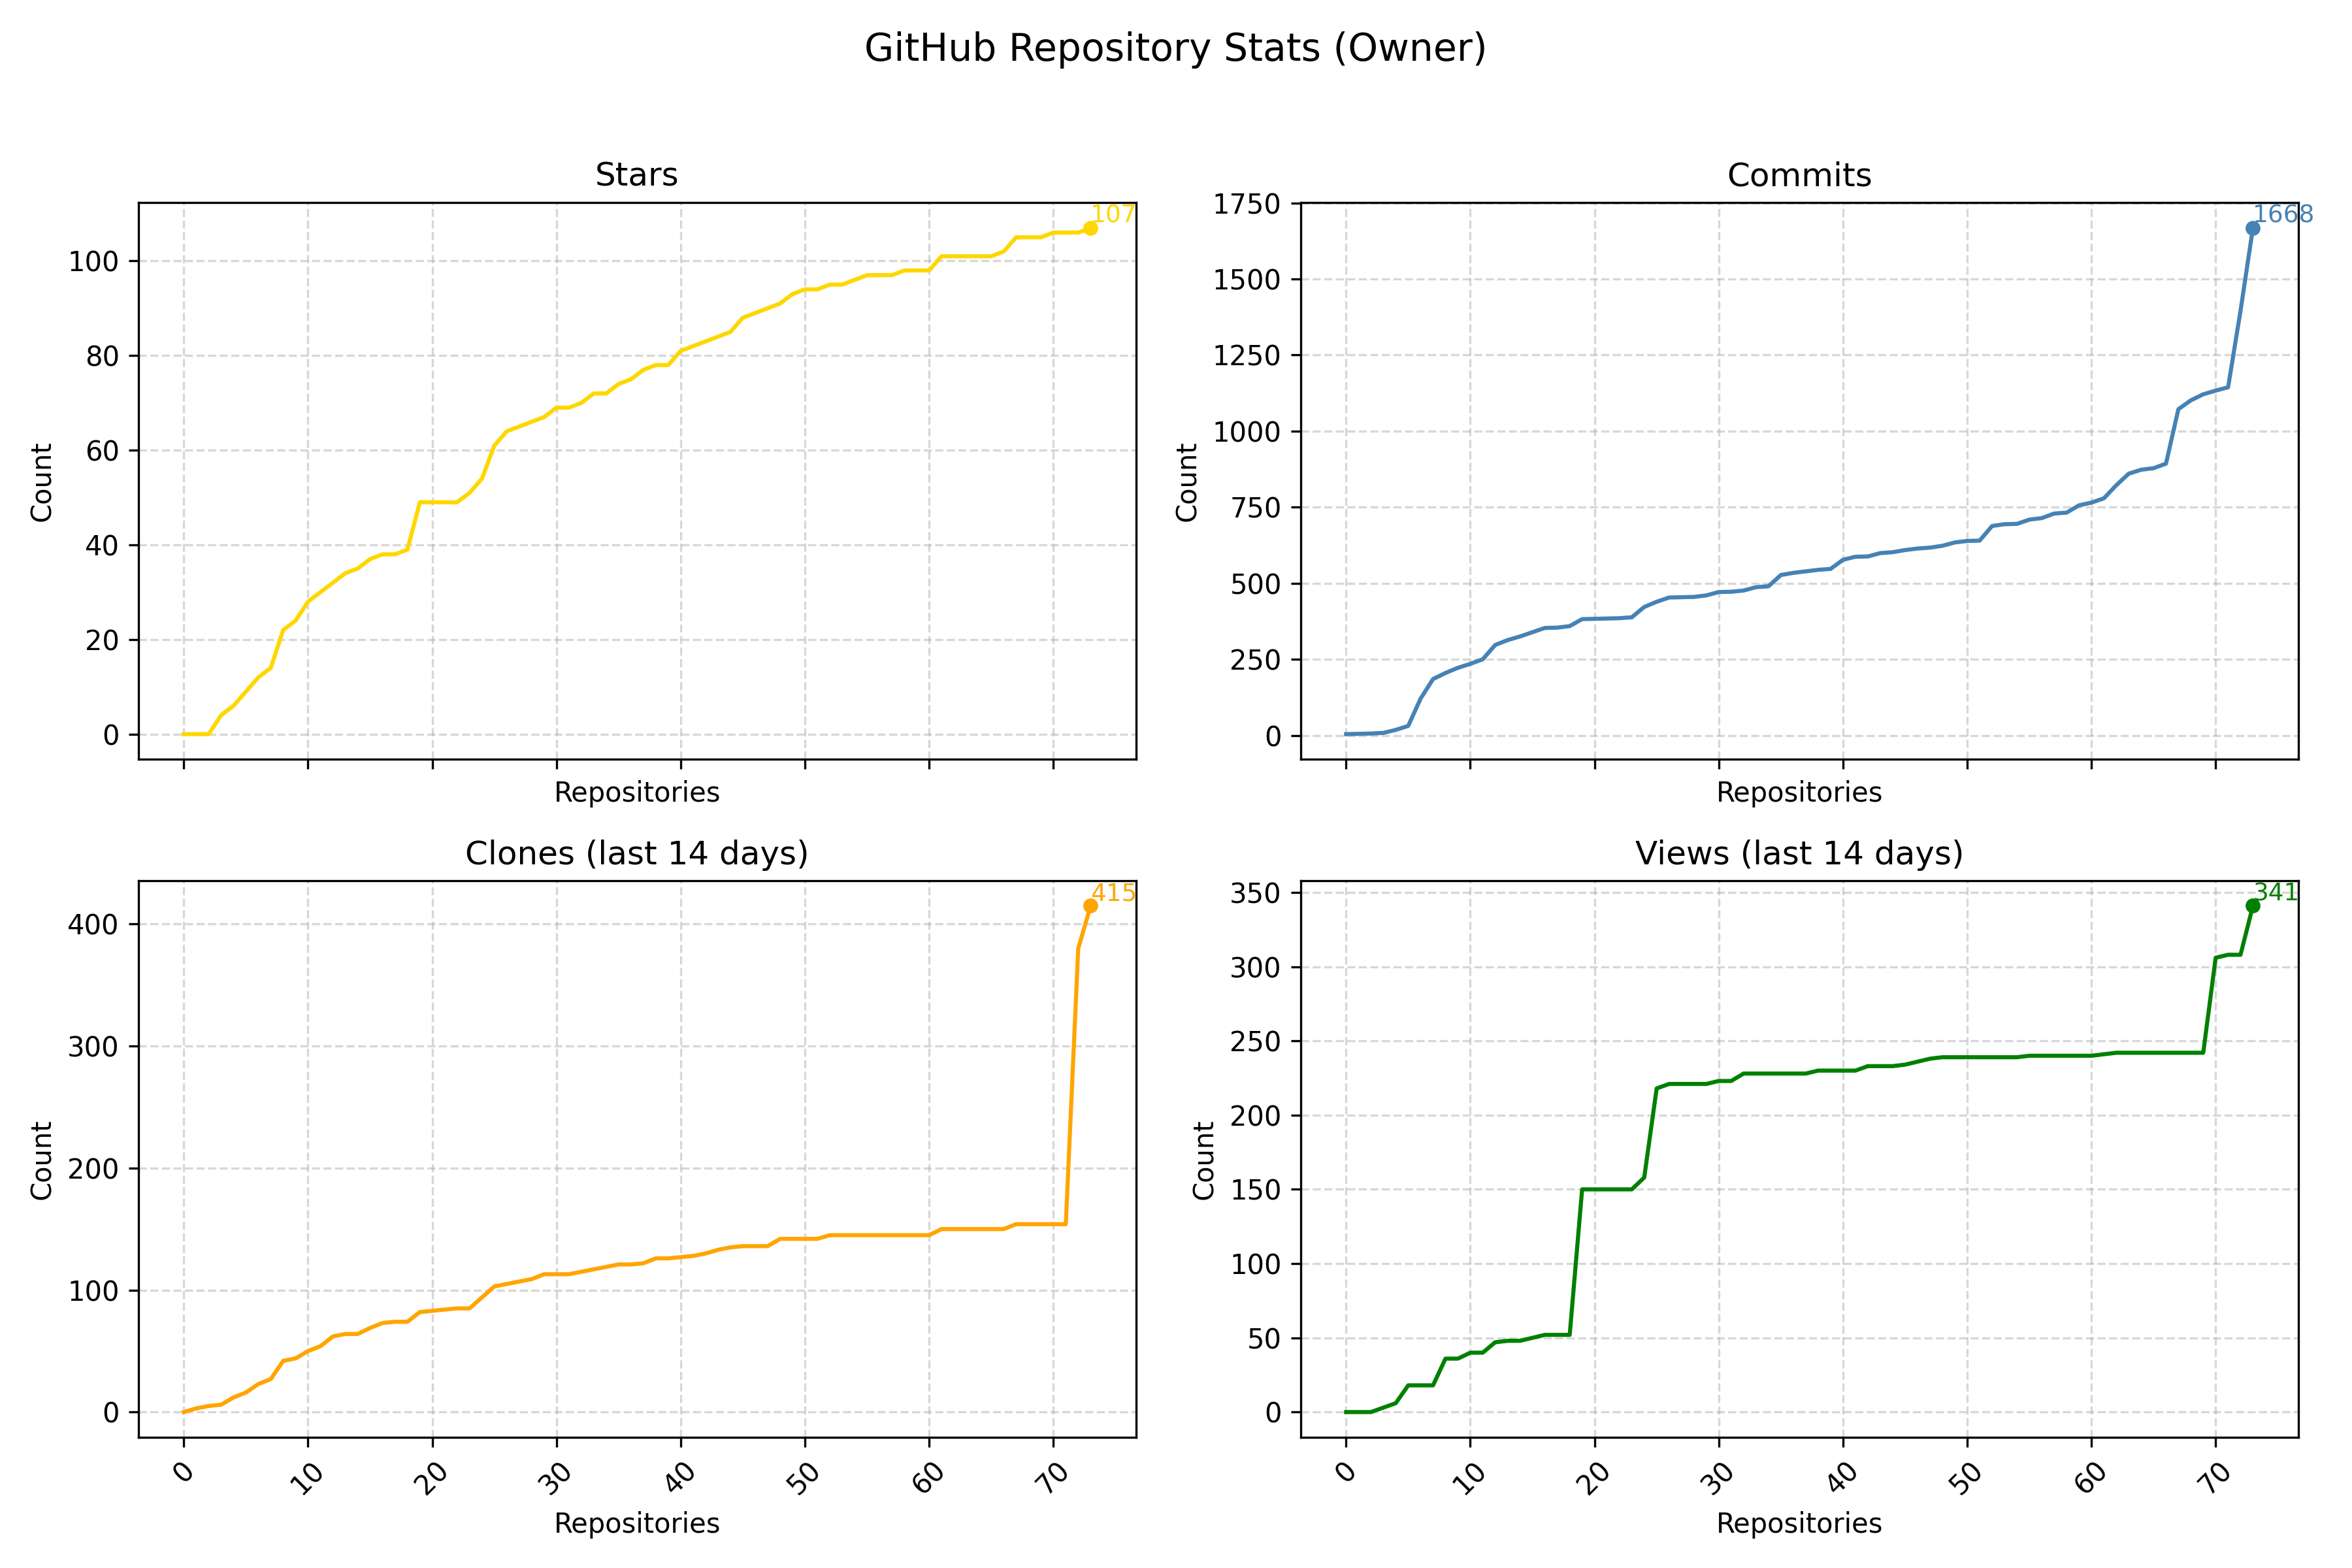 GitHub Repository Stats (Owner)
Stars
107
100
80
60
40
20
0
Count
Repositories
Commits
1668
1750
1500
1250
1000
750
500
250
0
Count
Repositories
Clones (last 14 days)
415
400
300
200
100
0
Count
0 10 20 30 40 50 60 70
Repositories
Views (last 14 days)
341
350
300
250
200
150
100
50
0
Count
0 10 20 30 40 50 60 70
Repositories